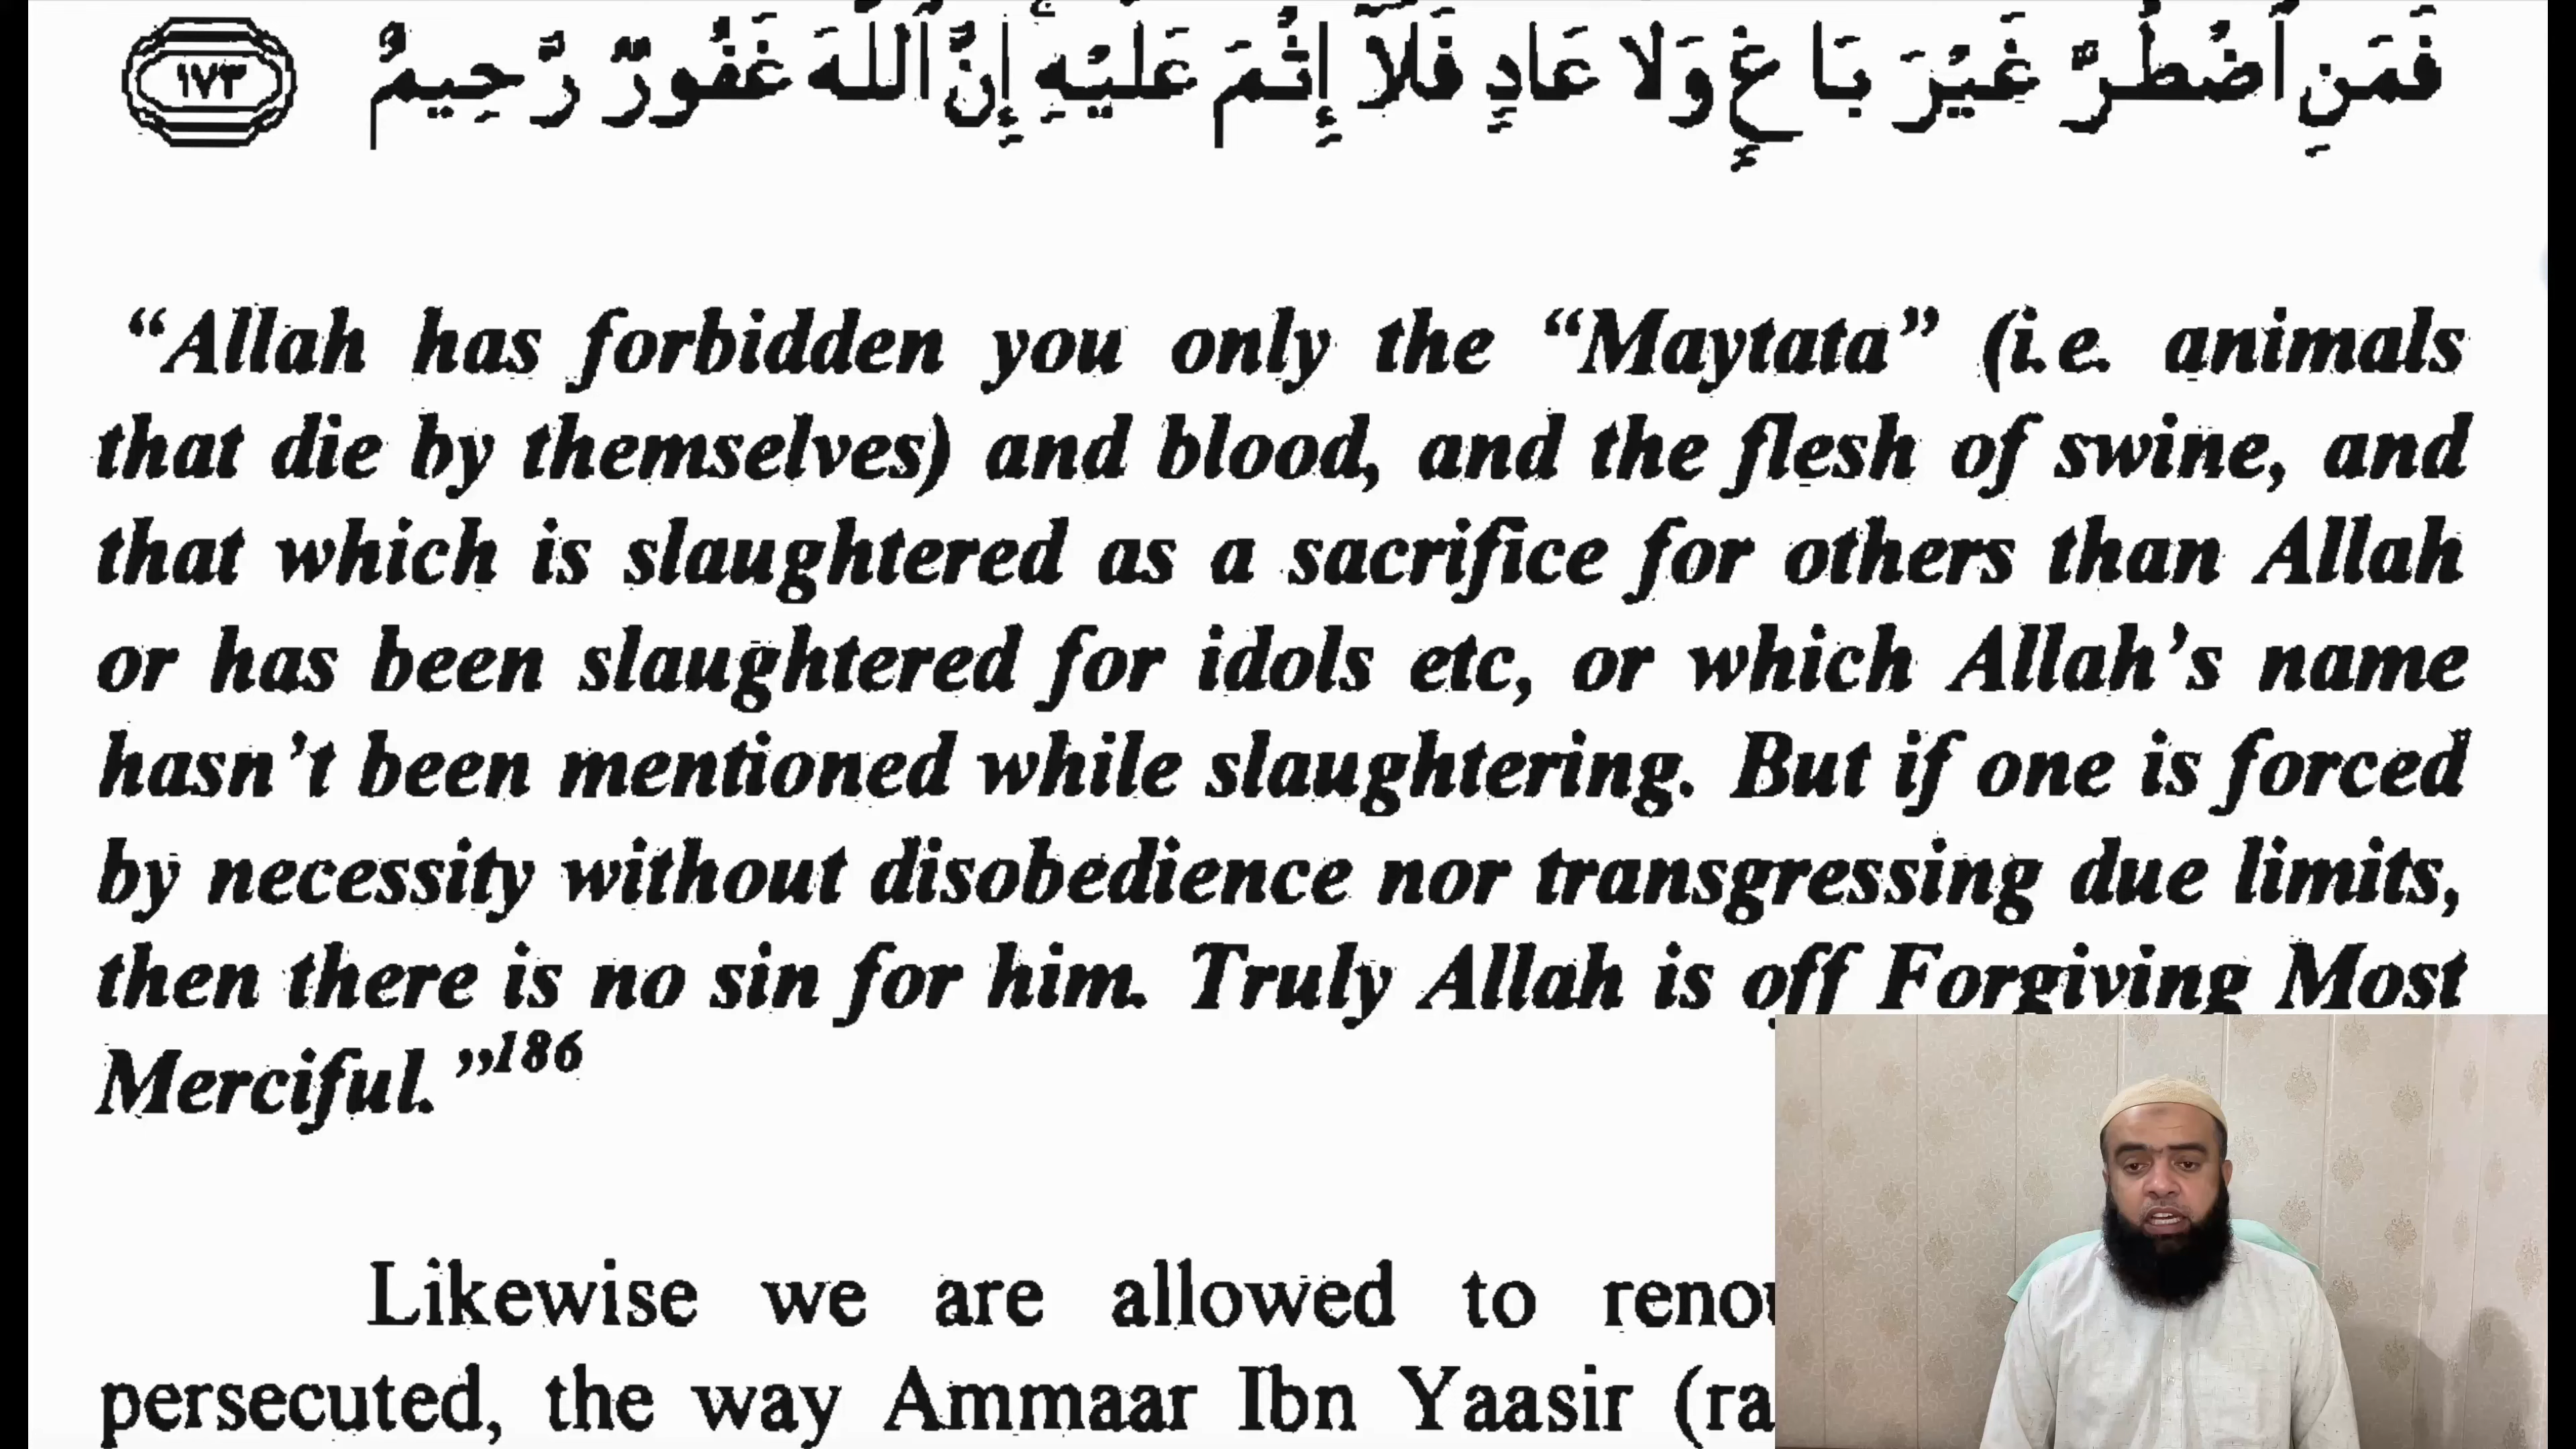 فَمَنِ ٱضْطُرَّ غَيْرَ بَاغٍ وَلَا عَادٍ فَلَآ إِثْمَ عَلَيْهِ ۚ إِنَّ ٱللَّهَ غَفُورٌ رَّحِيمٌ ١٧٣
“Allah has forbidden you only the “Maytata” (i.e. animals
that die by themselves) and blood, and the flesh of swine, and
that which is slaughtered as a sacrifice for others than Allah
or has been slaughtered for idols etc, or which Allah’s name
hasn’t been mentioned while slaughtering. But if one is forced
by necessity without disobedience nor transgressing due limits,
then there is no sin for him. Truly Allah is off Forgiving Most
Merciful.”186
Likewise we are allowed to
persecuted, the way Ammaar Ibn Yaasir